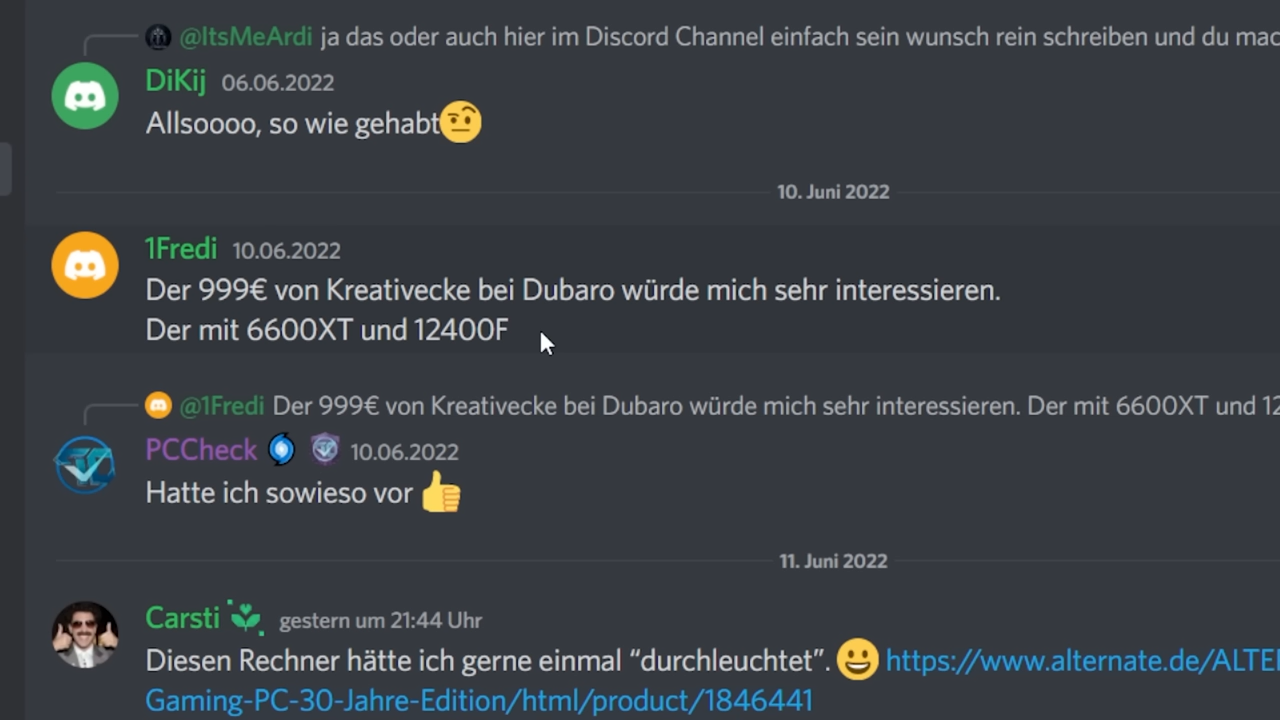 @ItsMeArdi ja das oder auch hier im Discord Channel einfach sein wunsch rein schreiben und du mac
DiKij 06.06.2022
Allsoooo, so wie gehabt
10. Juni 2022
1Fredi 10.06.2022
Der 999€ von Kreativecke bei Dubaro würde mich sehr interessieren.
Der mit 6600XT und 12400F
@1Fredi Der 999€ von Kreativecke bei Dubaro würde mich sehr interessieren. Der mit 6600XT und 12
PCCheck 10.06.2022
Hatte ich sowieso vor
11. Juni 2022
Carsti gestern um 21:44 Uhr
Diesen Rechner hätte ich gerne einmal “durchleuchtet”. https://www.alternate.de/ALTE
Gaming-PC-30-Jahre-Edition/html/product/1846441